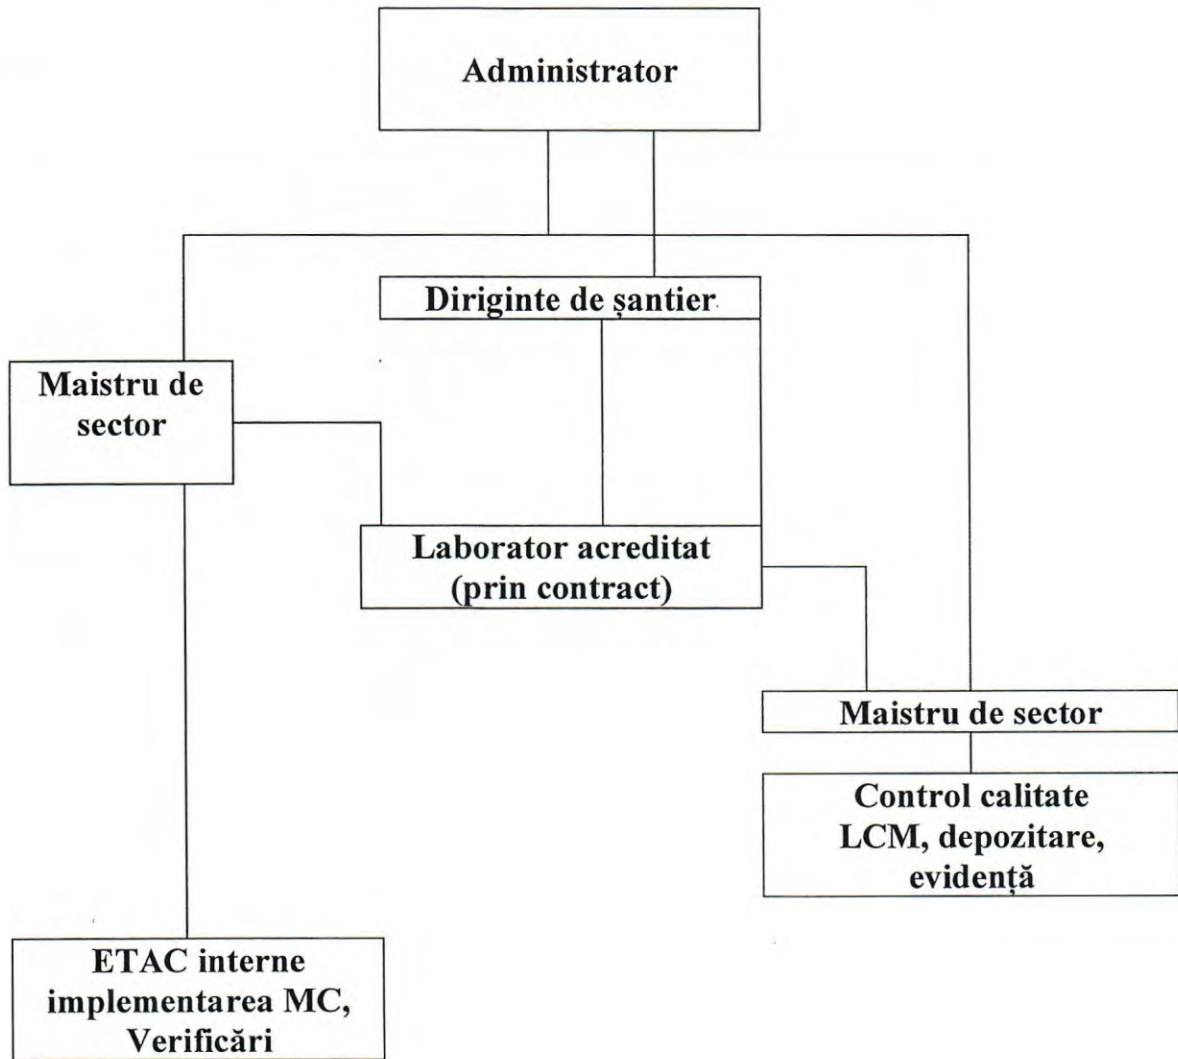 Administrator
Diriginte de șantier
Maistru de
sector
Laborator acreditat
(prin contract)
Maistru de sector
Control calitate
LCM, depozitare,
evidență
ETAC interne
implementarea MC,
Verificări